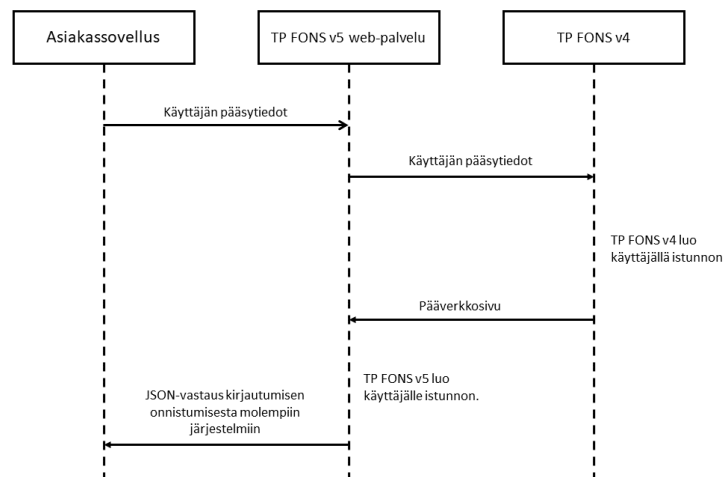 Asiakassovellus
TP FONS v5 web-palvelu
TP FONS v4
Käyttäjän pääsytiedot
Käyttäjän pääsytiedot
TP FONS v4 luo
käyttäjällä istunnon
Pääverkkosivu
TP FONS v5 luo
käyttäjälle istunnon.
JSON-vastaus kirjautumisen
onnistumisesta molempiin
järjestelmiin